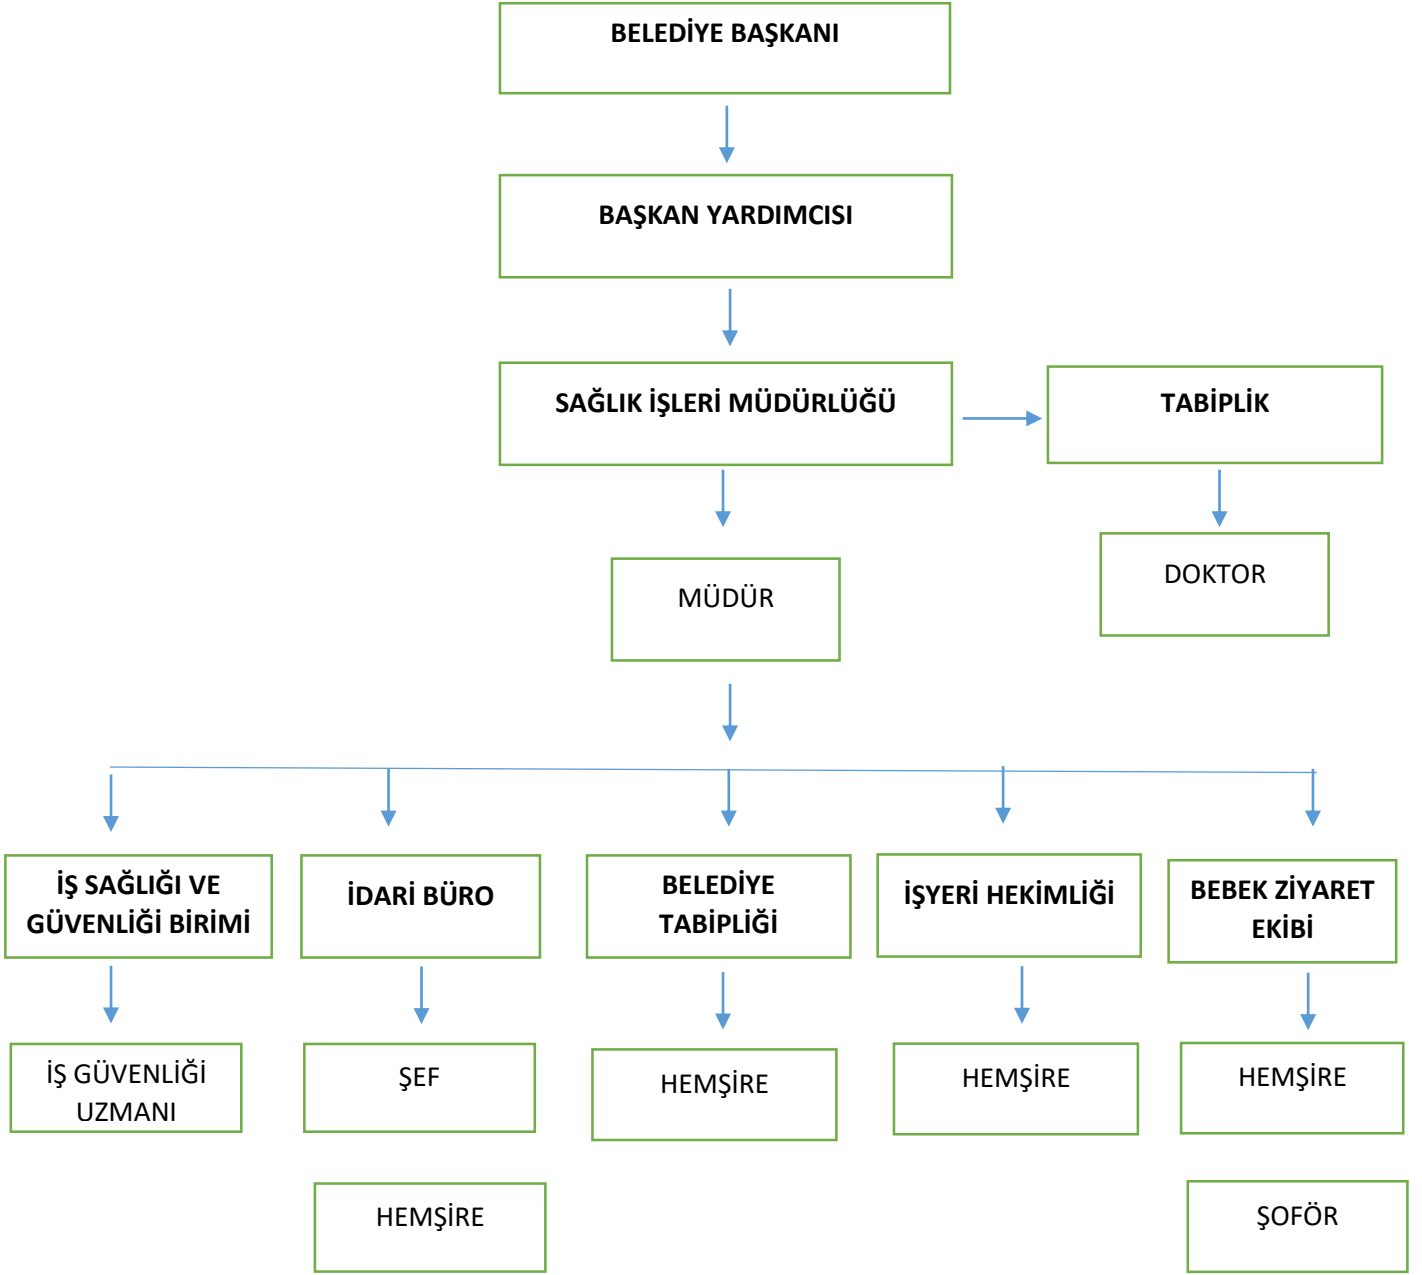 BELEDİYE BAŞKANI
BAŞKAN YARDIMCISI
SAĞLIK İŞLERİ MÜDÜRLÜĞÜ
TABİPLİK
DOKTOR
MÜDÜR
İŞ SAĞLIĞI VE
GÜVENLİĞİ BİRİMİ
İDARİ BÜRO
BELEDİYE
TABİPLİĞİ
İŞYERİ HEKİMLİĞİ
BEBEK ZİYARET
EKİBİ
İŞ GÜVENLİĞİ
UZMANI
ŞEF
HEMŞİRE
HEMŞİRE
HEMŞİRE
HEMŞİRE
ŞOFÖR